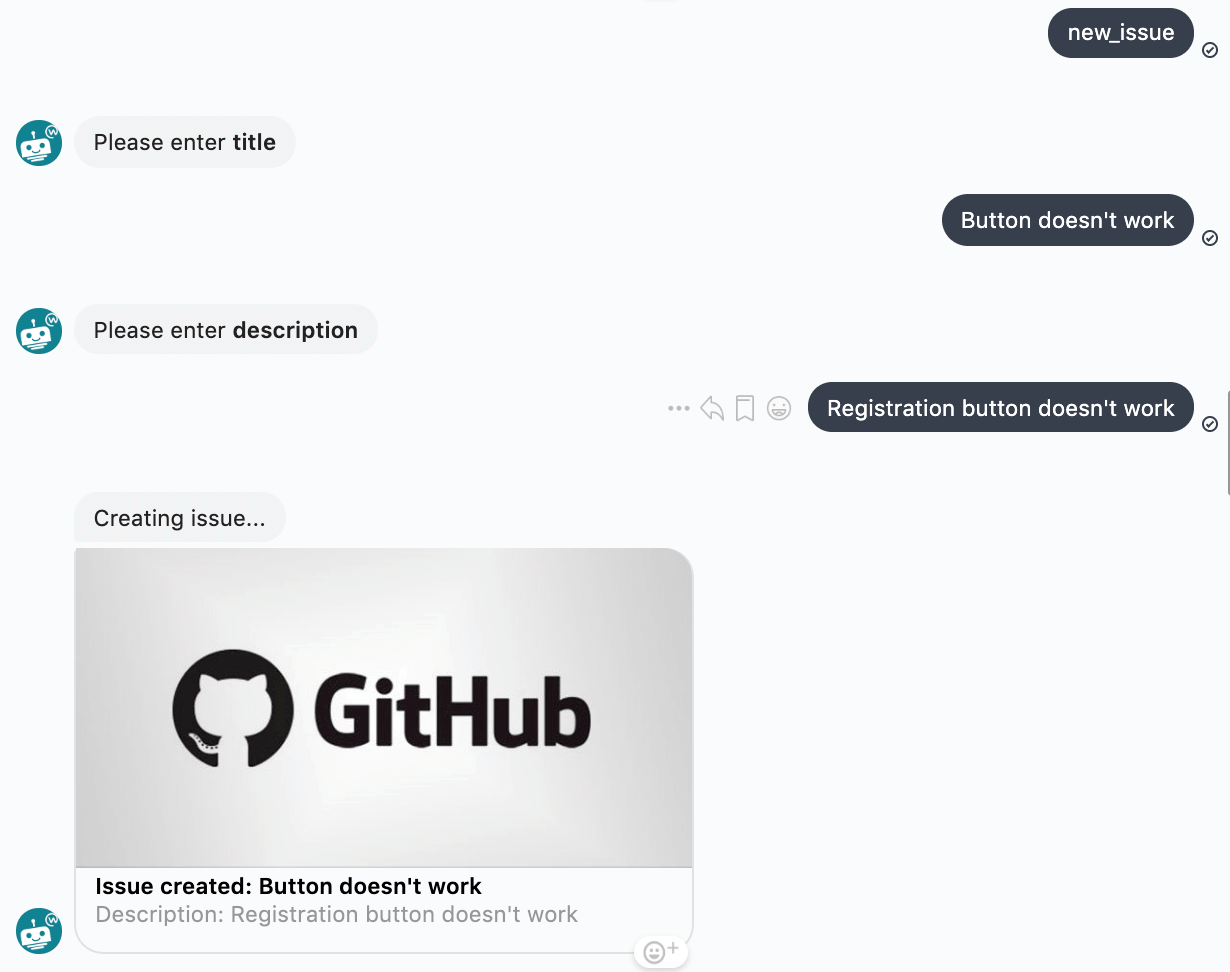 new_issue
Please enter title
Button doesn't work
Please enter description
Registration button doesn't work
Creating issue...
GitHub
Issue created: Button doesn't work
Description: Registration button doesn't work